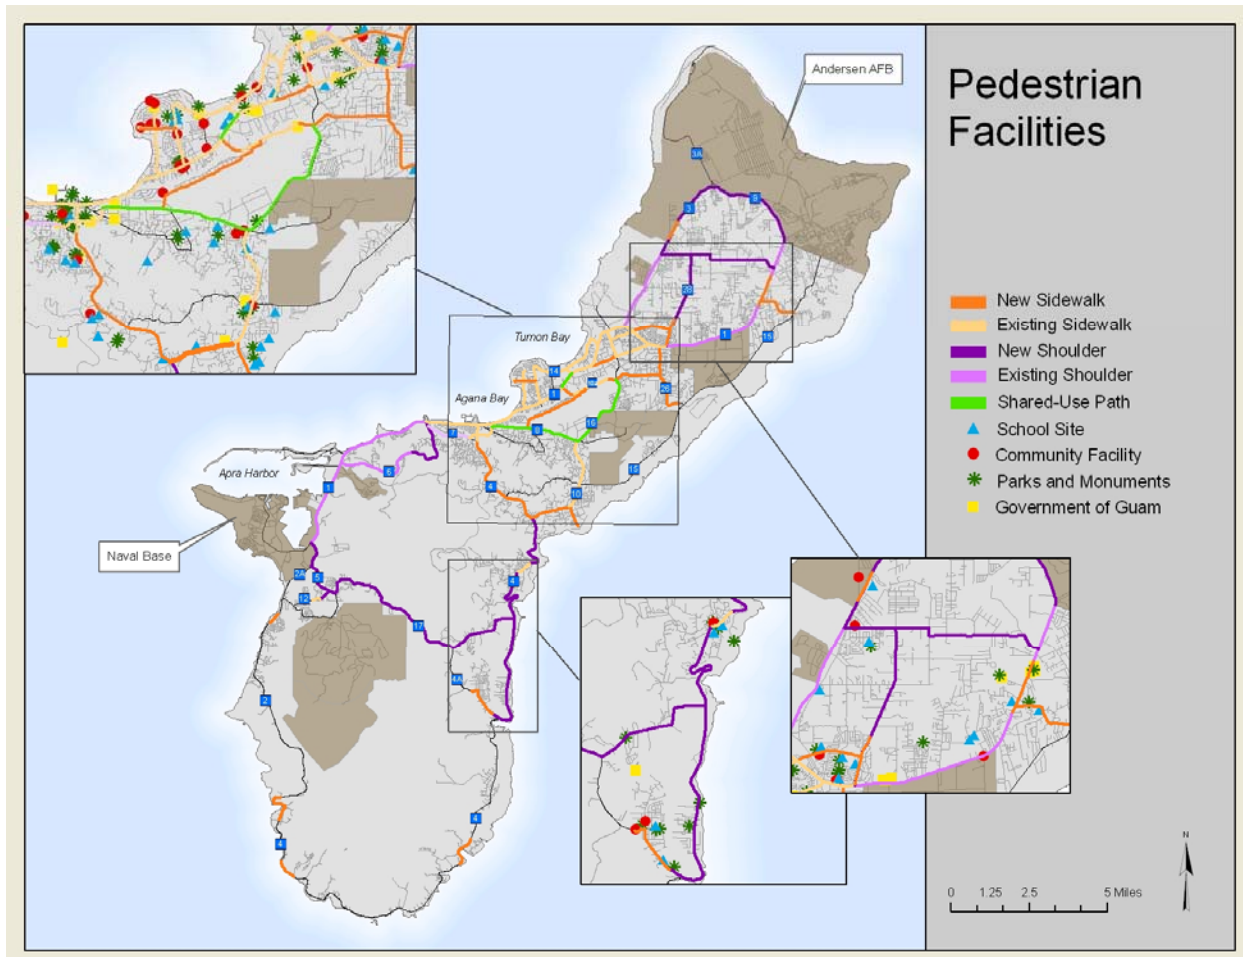 Pedestrian
Facilities
Andersen AFB
3A
3
9
Tumon Bay
28
1
15
14
Agana Bay
1
26
8
16
7
Apra Harbor
6
15
1
4
10
Naval Base
2A
5
4
12
17
4A
2
4
4
New Sidewalk
Existing Sidewalk
New Shoulder
Existing Shoulder
Shared-Use Path
School Site
Community Facility
Parks and Monuments
Government of Guam
N
0 1.25 2.5 5 Miles